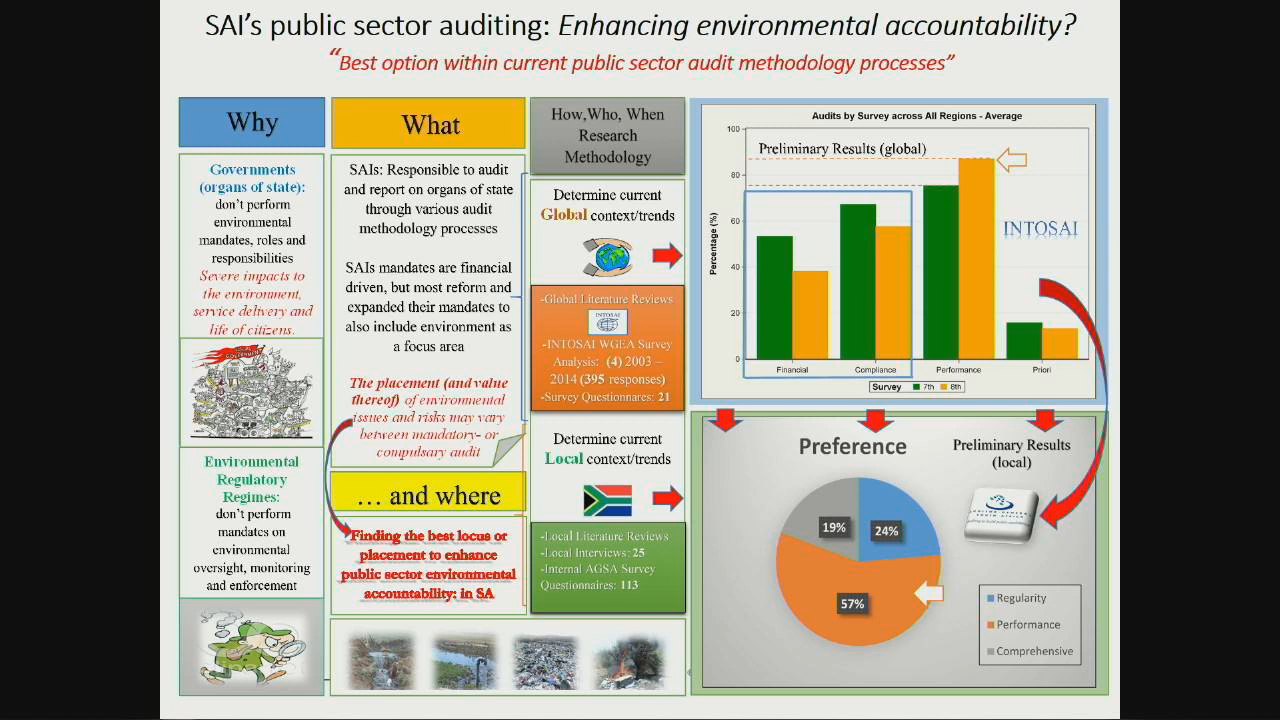 SAI's public sector auditing: Enhancing environmental accountability?
“Best option within current public sector audit methodology processes”
Why
Governments
(organs of state):
don't perform
environmental
mandates, roles and
responsibilities
Severe impacts to
the environment,
service delivery and
life of citizens.
GOVERNMENT
Environmental
Regulatory
Regimes:
don't perform
mandates on
environmental
oversight, monitoring
and enforcement
What
SAIs: Responsible to audit
and report on organs of state
through various audit
methodology processes
SAIs mandates are financial
driven, but most reform and
expanded their mandates to
also include environment as
a focus area
The placement (and value
thereof) of environmental
issues and risks may vary
between mandatory- or
compulsary audit
… and where
Finding the best locus or
placement to enhance
public sector environmental
accountability: in SA
How,Who, When
Research
Methodology
Determine current
Global context/trends
-Global Literature Reviews
INTOSAI
-INTOSAI WGEA Survey
Analysis: (4) 2003 –
2014 (395 responses)
-Survey Questionnares: 21
Determine current
Local context/trends
-Local Literature Reviews
-Local Interviews: 25
-Internal AGSA Survey
Questionnaires: 113
Audits by Survey across All Regions - Average
Preliminary Results (global)
INTOSAI
Percentage (%)
100
80
60
40
20
0
Financial
Compliance
Performance
Priori
Survey
7th
8th
Preference
Preliminary Results
(local)
19%
24%
57%
Regularity
Performance
Comprehensive